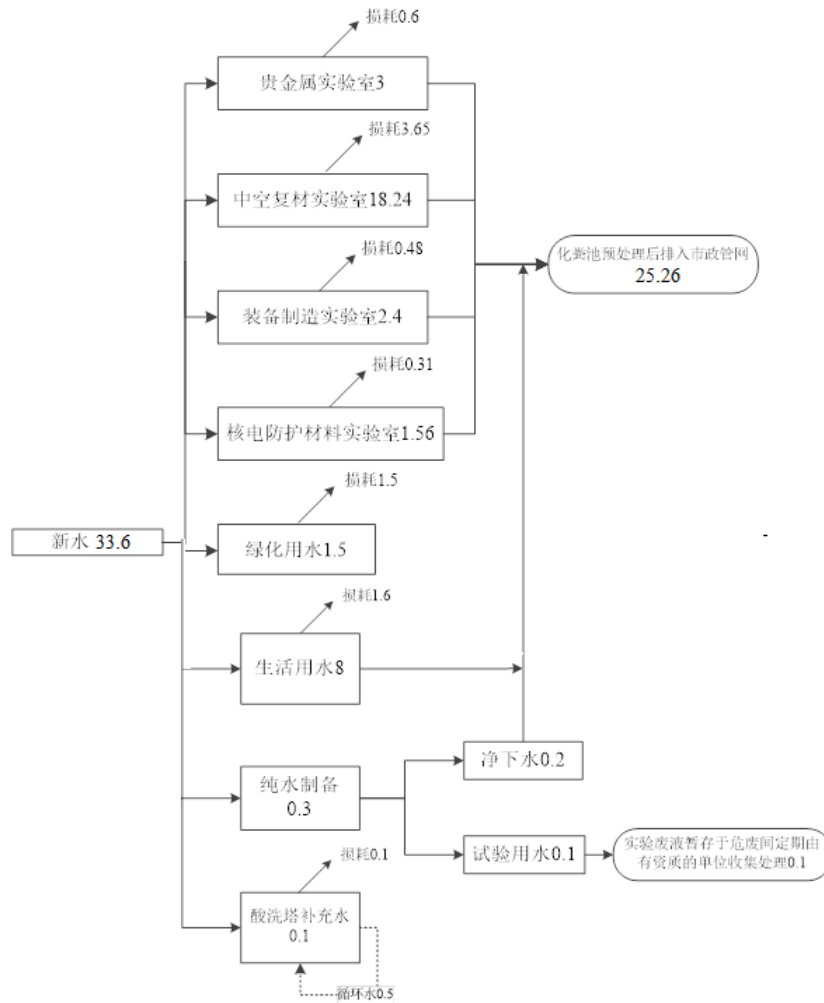 损耗0.6
贵金属实验室3
损耗3.65
中空复材实验室18.24
损耗0.48
化粪池预处理后排入市政管网
25.26
装备制造实验室2.4
损耗0.31
核电防护材料实验室1.56
损耗1.5
新水 33.6
绿化用水1.5
-
损耗1.6
生活用水8
净下水0.2
纯水制备
0.3
试验用水0.1
实验废液暂存于危废间定期由
有资质的单位收集处理0.1
损耗0.1
酸洗塔补充水
0.1
循环水0.5